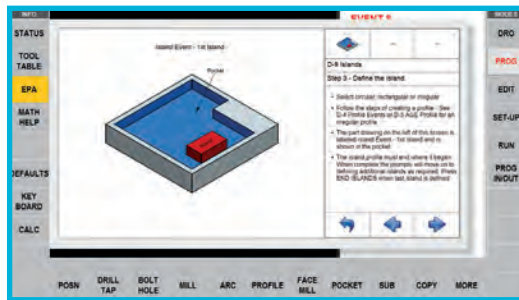 INFO
EVENT 6
MODES
STATUS
TOOL
TABLE
EPA
MATH
HELP
DEFAULTS
KEY
BOARD
CALC
Island Event - 1st Island
Pocket
D-9 Islands
Step 3 - Define the island.
• Select circular, rectangular or irregular
• Follow the steps of creating a profile - See
D-4 Profile Events or D-5 AGE Profile for an
irregular profile
• The part drawing on the left of this screen is
labeled Island Event - 1st Island and is
shown in the pocket
• The island profile must end where it began.
When complete the prompts will move on to
defining additional islands as required. Press
END ISLANDS when last island is defined
DRO
PROG
EDIT
SET-UP
RUN
PROG
IN/OUT
POSN
DRILL
TAP
BOLT
HOLE
MILL
ARC
PROFILE
FACE
MILL
POCKET
SUB
COPY
MORE